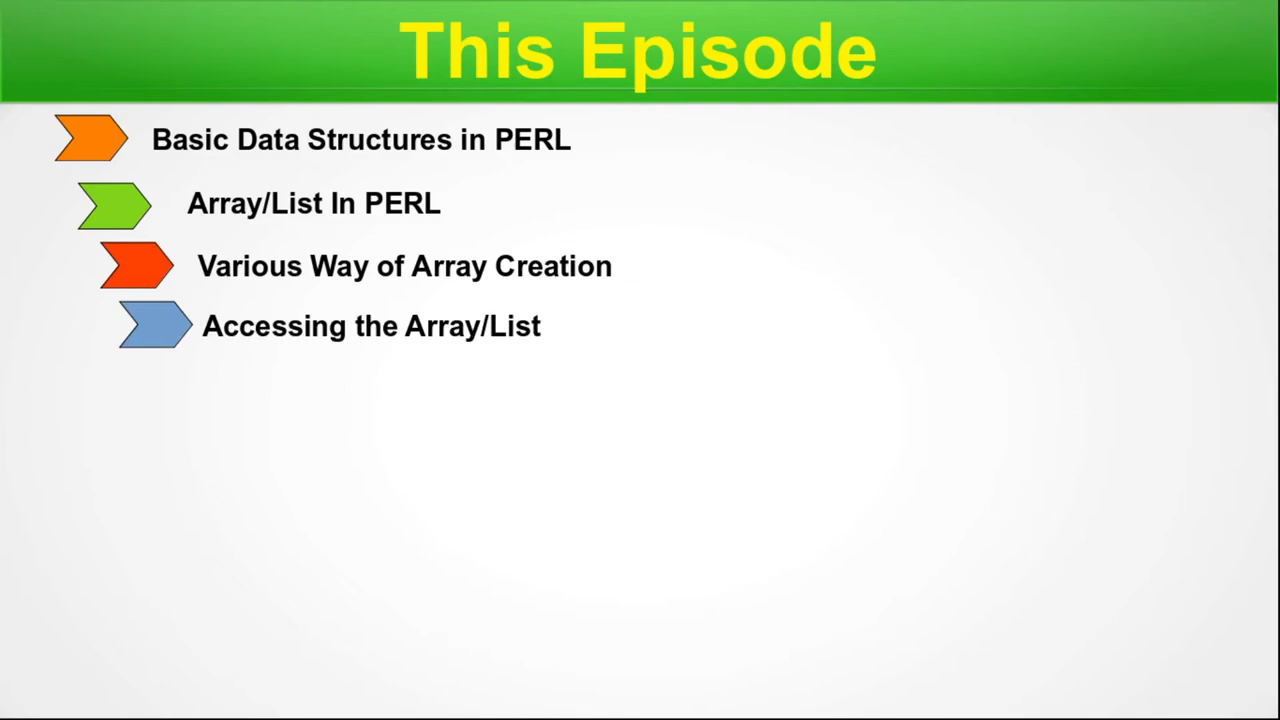 This Episode
Basic Data Structures in PERL
Array/List In PERL
Various Way of Array Creation
Accessing the Array/List